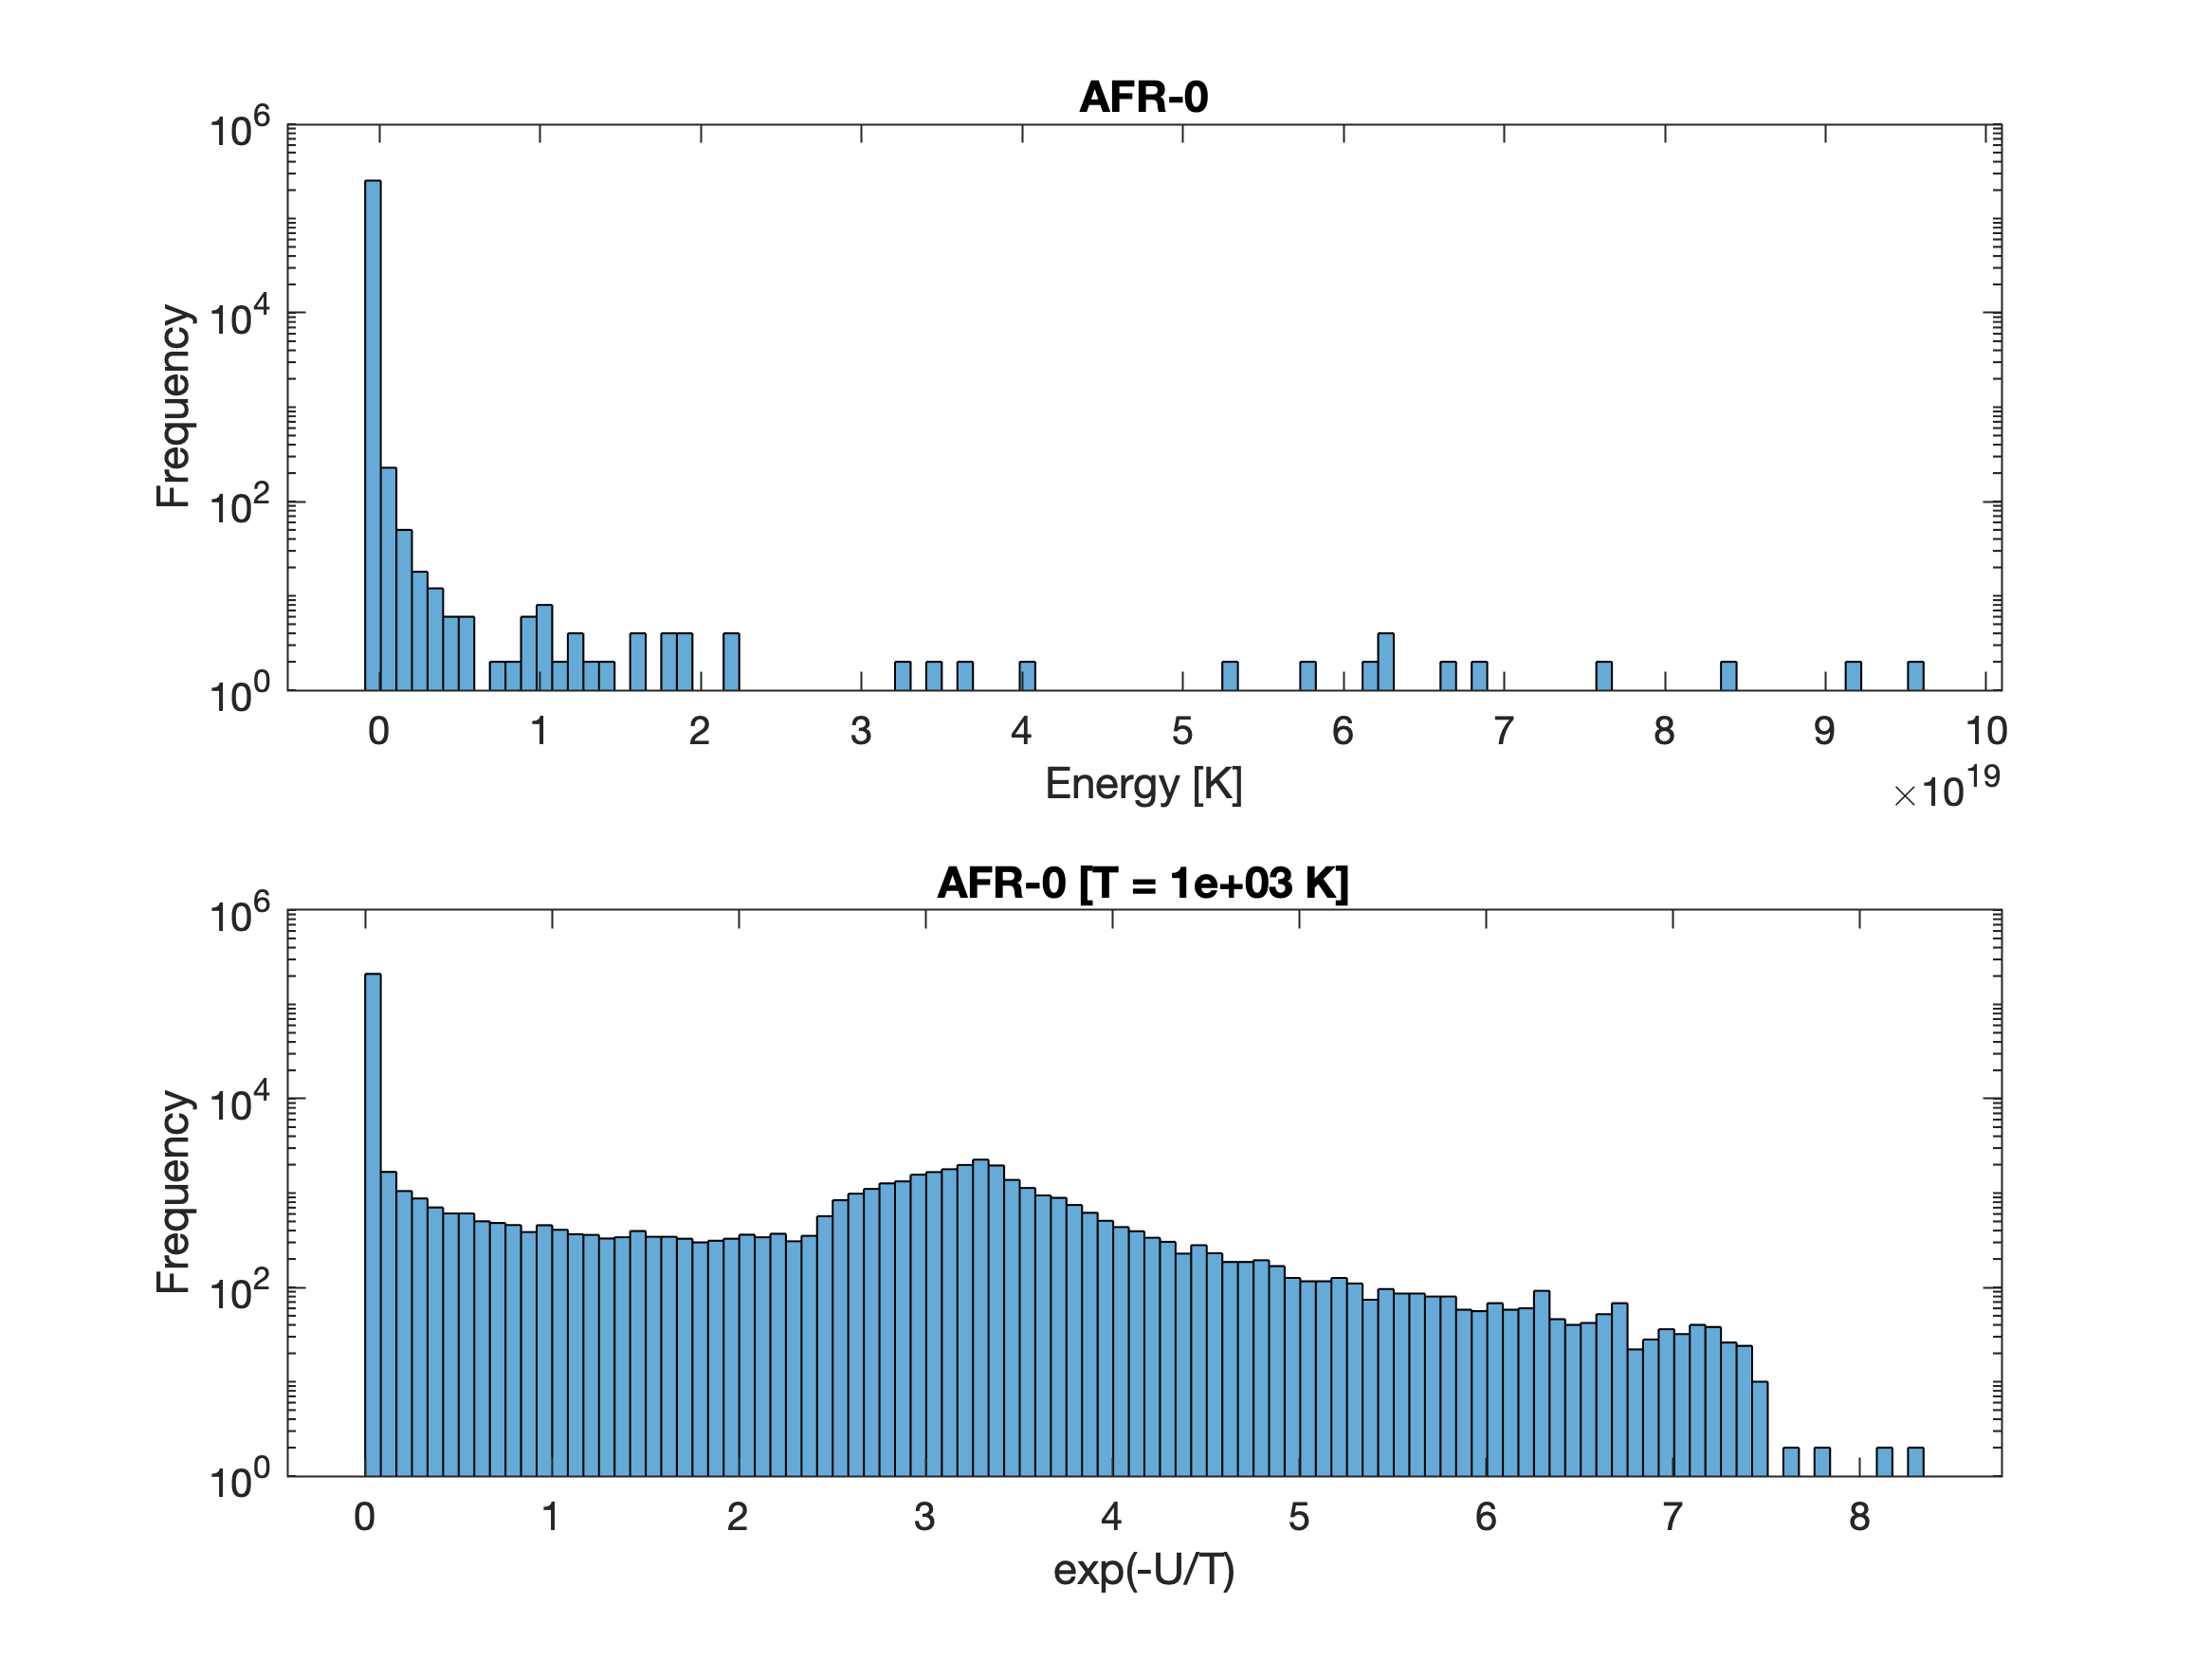 AFR-0
10^6
10^4
10^2
10^0
Frequency
0 1 2 3 4 5 6 7 8 9 10
Energy [K]
×10^19
AFR-0 [T = 1e+03 K]
10^6
10^4
10^2
10^0
Frequency
0 1 2 3 4 5 6 7 8
exp(-U/T)